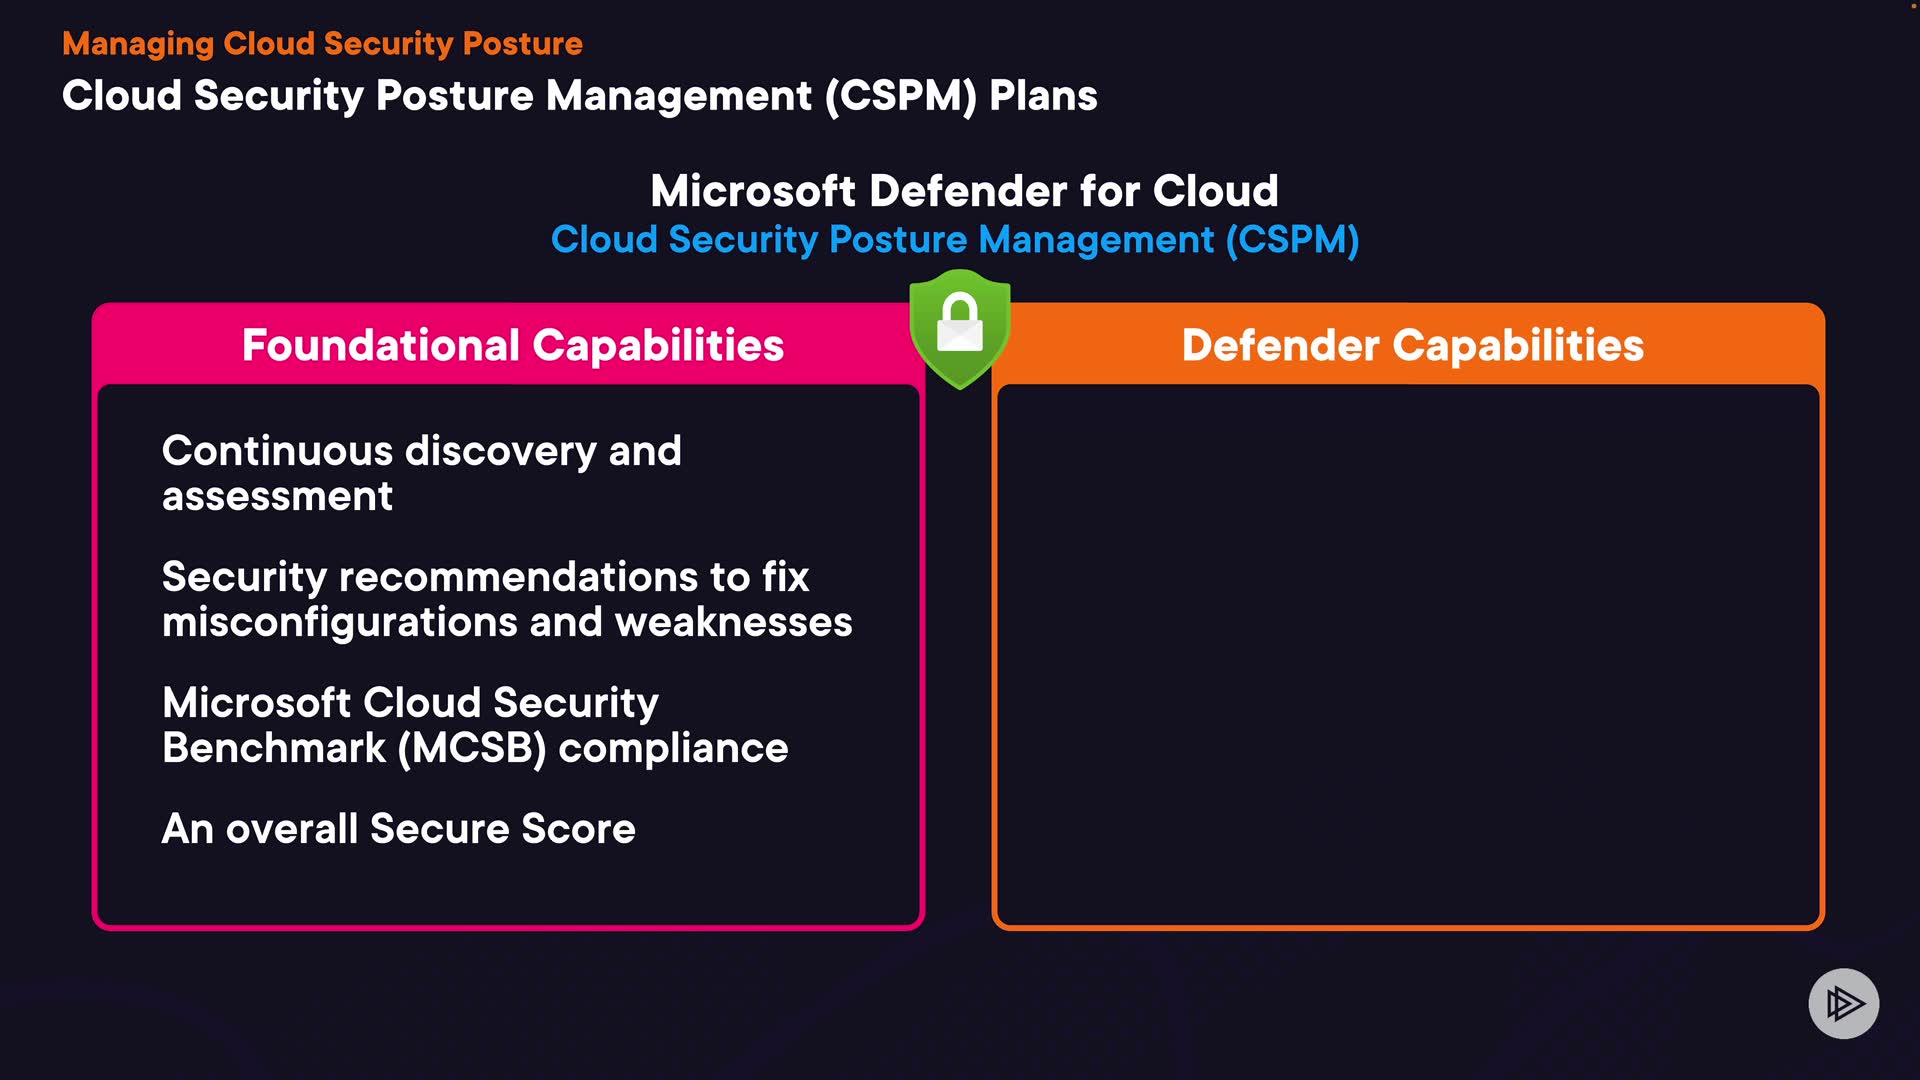 Managing Cloud Security Posture
Cloud Security Posture Management (CSPM) Plans
Microsoft Defender for Cloud
Cloud Security Posture Management (CSPM)
Foundational Capabilities
Continuous discovery and
assessment
Security recommendations to fix
misconfigurations and weaknesses
Microsoft Cloud Security
Benchmark (MCSB) compliance
An overall Secure Score
Defender Capabilities